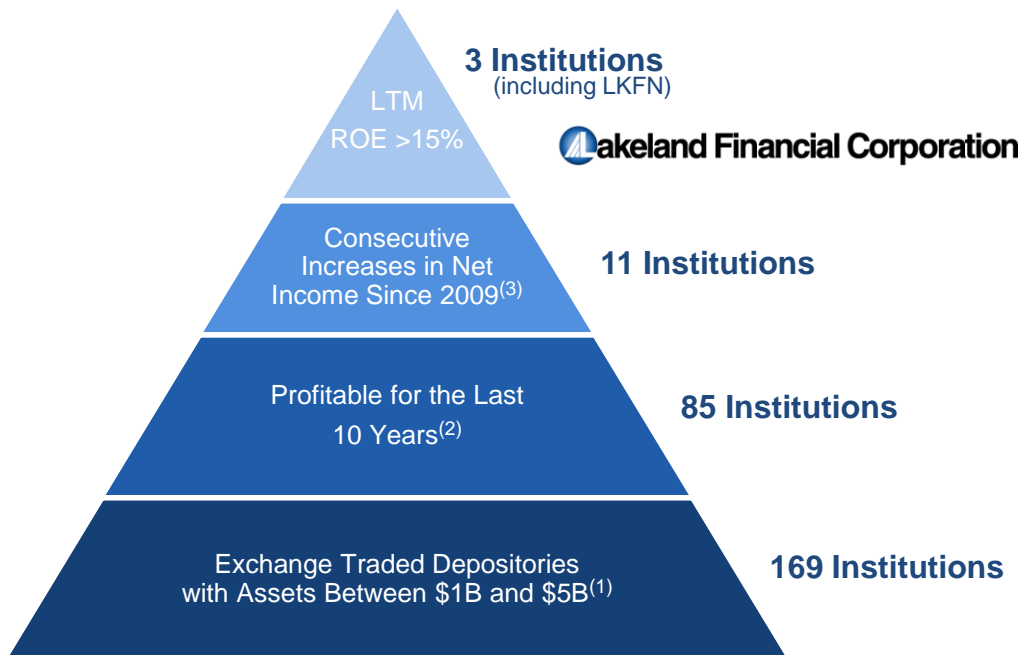 3 Institutions
(including LKFN)
LTM
ROE >15%
Lakeland Financial Corporation
Consecutive
Increases in Net
Income Since 2009(3)
11 Institutions
Profitable for the Last
10 Years(2)
85 Institutions
Exchange Traded Depositories
with Assets Between $1B and $5B(1)
169 Institutions